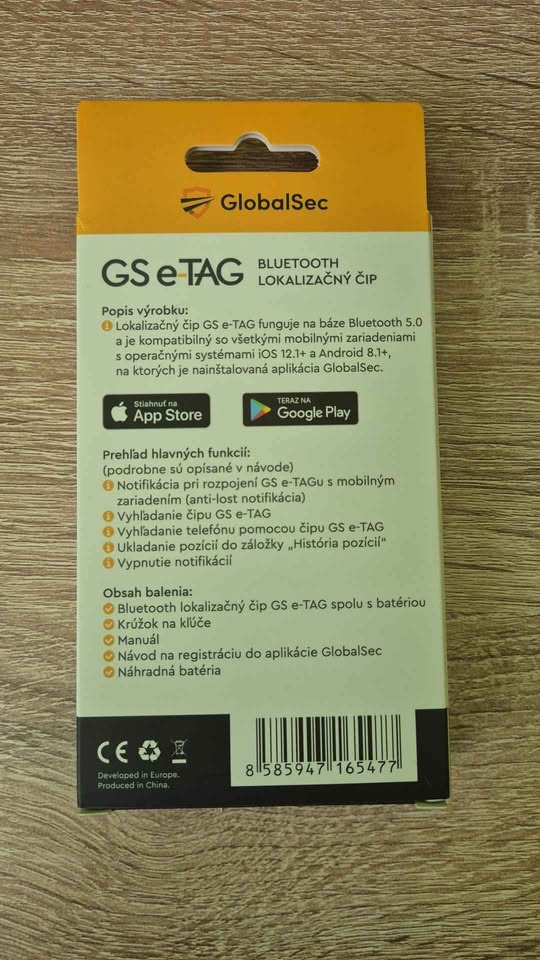 GlobalSec
GS e-TAG
BLUETOOTH
LOKALIZAČNÝ ČIP
Popis výrobku:
Lokalizačný čip GS e-TAG funguje na báze Bluetooth 5.0
a je kompatibilný so všetkými mobilnými zariadeniami
s operačnými systémami iOS 12.1+ a Android 8.1+,
na ktorých je nainštalovaná aplikácia GlobalSec.
Stiahnuť na
App Store
TERAZ NA
Google Play
Prehľad hlavných funkcií:
(podrobne sú opísané v návode)
Notifikácia pri rozpojení GS e-TAGu s mobilným
zariadením (anti-lost notifikácia)
Vyhľadanie čipu GS e-TAG
Vyhľadanie telefónu pomocou čipu GS e-TAG
Ukladanie pozícií do záložky „História pozícií“
Vypnutie notifikácií
Obsah balenia:
Bluetooth lokalizačný čip GS e-TAG spolu s batériou
Krúžok na kľúče
Manuál
Návod na registráciu do aplikácie GlobalSec
Náhradná batéria
CE
Developed in Europe.
Produced in China.
8 585947 165477